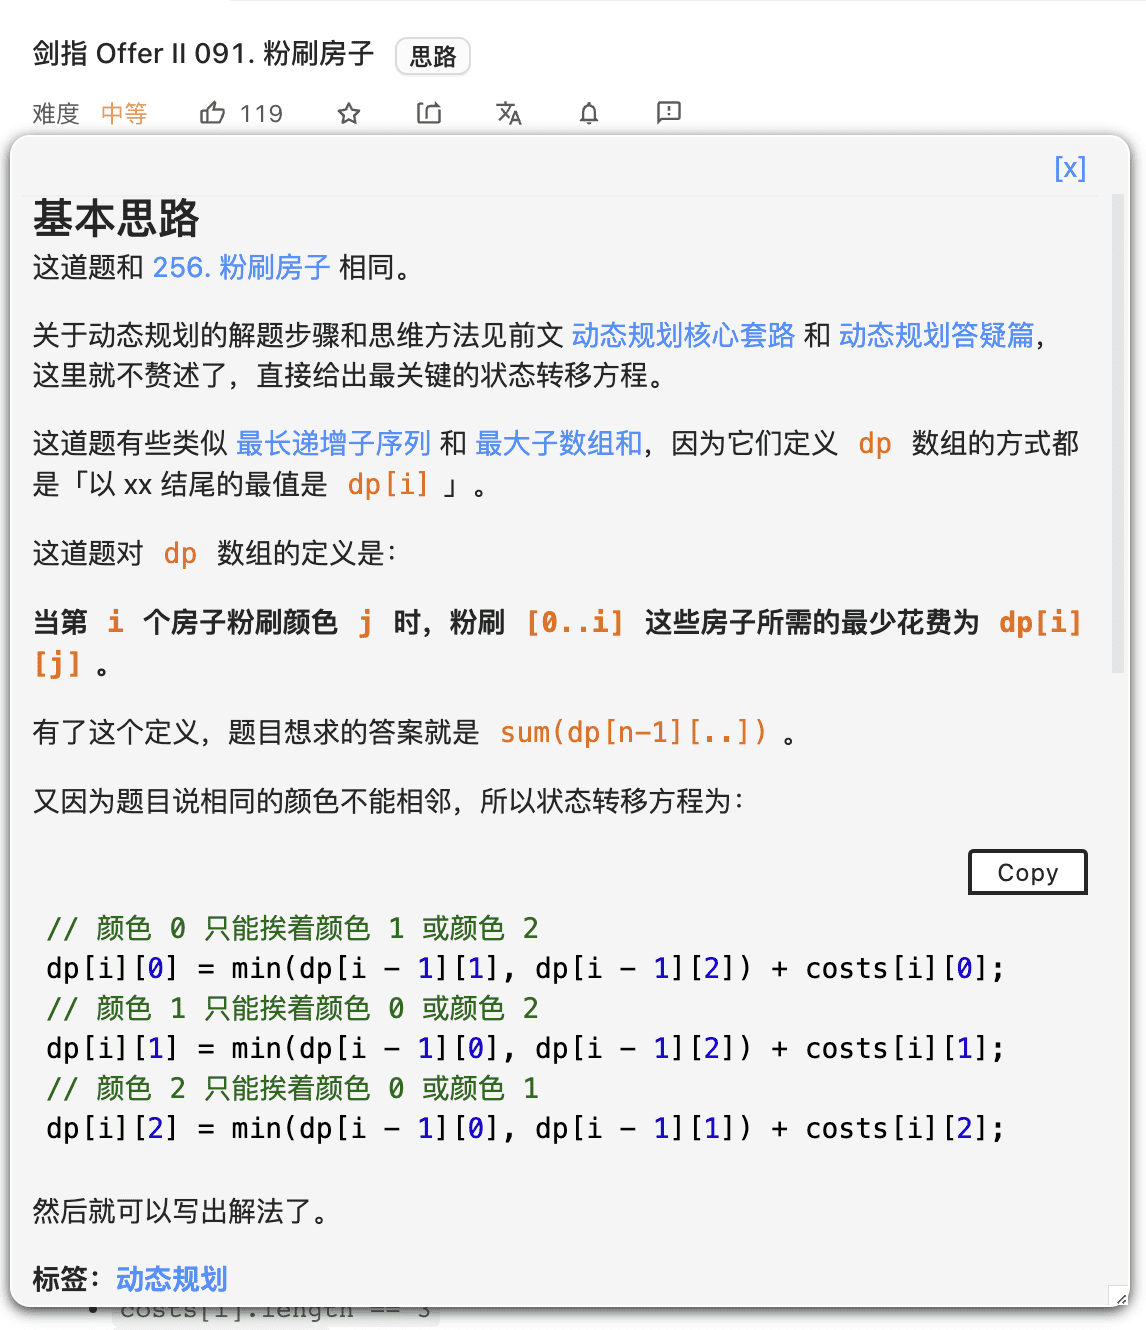 剑指 Offer II 091. 粉刷房子 思路
难度 中等 119
[x]
基本思路
这道题和 256. 粉刷房子 相同。
关于动态规划的解题步骤和思维方法见前文 动态规划核心套路 和 动态规划答疑篇，
这里就不赘述了，直接给出最关键的状态转移方程。
这道题有些类似 最长递增子序列 和 最大子数组和，因为它们定义 dp 数组的方式都
是「以 xx 结尾的最值是 dp[i] 」。
这道题对 dp 数组的定义是：
当第 i 个房子粉刷颜色 j 时，粉刷 [0..i] 这些房子所需的最少花费为 dp[i]
[j] 。
有了这个定义，题目想求的答案就是 sum(dp[n-1][..]) 。
又因为题目说相同的颜色不能相邻，所以状态转移方程为：
Copy
// 颜色 0 只能挨着颜色 1 或颜色 2
dp[i][0] = min(dp[i - 1][1], dp[i - 1][2]) + costs[i][0];
// 颜色 1 只能挨着颜色 0 或颜色 2
dp[i][1] = min(dp[i - 1][0], dp[i - 1][2]) + costs[i][1];
// 颜色 2 只能挨着颜色 0 或颜色 1
dp[i][2] = min(dp[i - 1][0], dp[i - 1][1]) + costs[i][2];
然后就可以写出解法了。
标签：动态规划
costs[i].length == 3